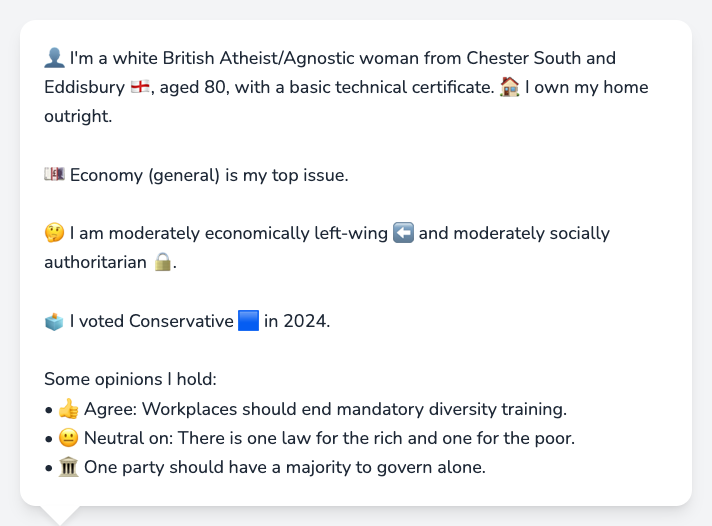 👤 I'm a white British Atheist/Agnostic woman from Chester South and
Eddisbury 🏴󠁧󠁢󠁥󠁮󠁧󠁿, aged 80, with a basic technical certificate. 🏠 I own my home
outright.
💷 Economy (general) is my top issue.
🤔 I am moderately economically left-wing ⬅️ and moderately socially
authoritarian 🔒.
🗳️ I voted Conservative 🟦 in 2024.
Some opinions I hold:
• 👍 Agree: Workplaces should end mandatory diversity training.
• 😐 Neutral on: There is one law for the rich and one for the poor.
• 🏛️ One party should have a majority to govern alone.